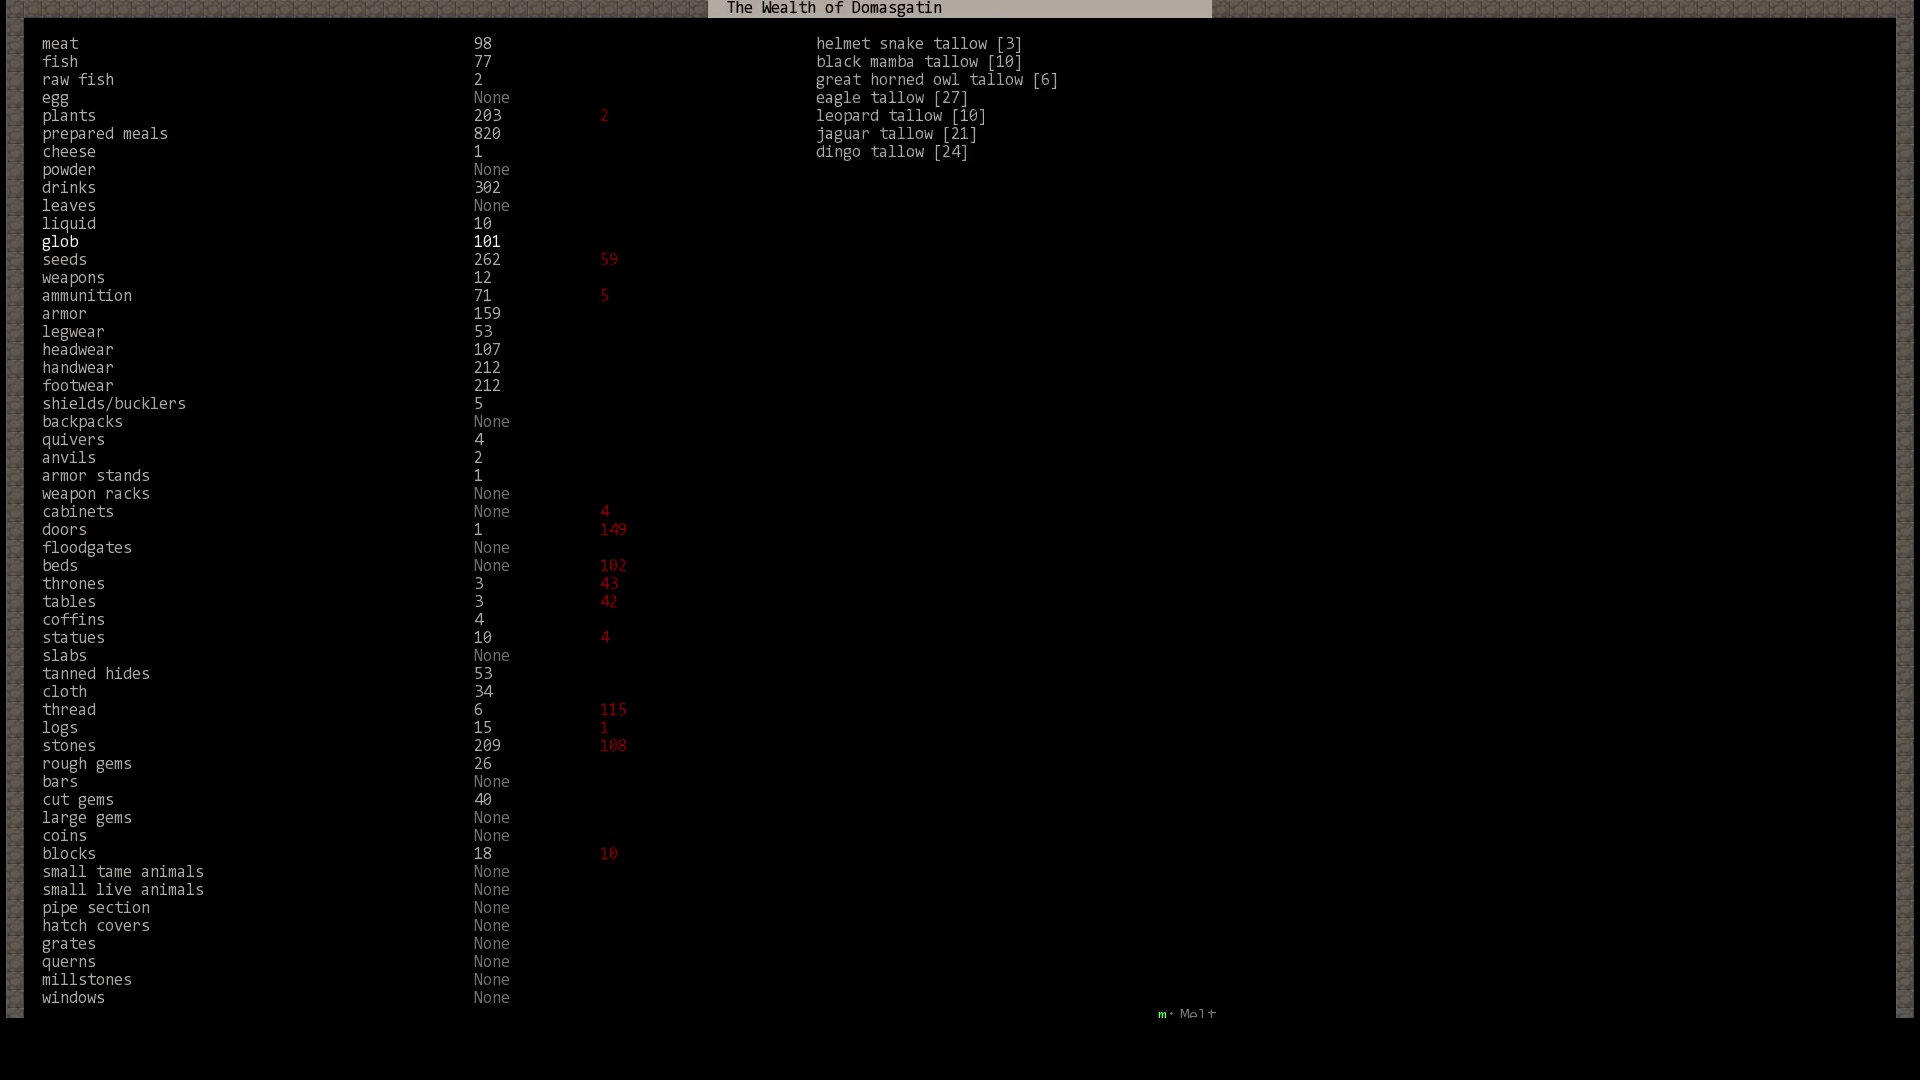 The Wealth of Domasgatin
meat 98 helmet snake tallow [3]
fish 77 black mamba tallow [10]
raw fish 2 great horned owl tallow [6]
egg None eagle tallow [27]
plants 203 2 leopard tallow [10]
prepared meals 820 jaguar tallow [21]
cheese 1 dingo tallow [24]
powder None
drinks 302
leaves None
liquid 10
glob 101
seeds 262 59
weapons 12
ammunition 71 5
armor 159
legwear 53
headwear 107
handwear 212
footwear 212
shields/bucklers 5
backpacks None
quivers 4
anvils 2
armor stands 1
weapon racks None
cabinets None 4
doors 1 149
floodgates None
beds None 102
thrones 3 43
tables 3 42
coffins 4
statues 10 4
slabs None
tanned hides 53
cloth 34
thread 6 115
logs 15 1
stones 209 108
rough gems 26
bars None
cut gems 40
large gems None
coins None
blocks 18 10
small tame animals None
small live animals None
pipe section None
hatch covers None
grates None
querns None
millstones None
windows None
m: Melt